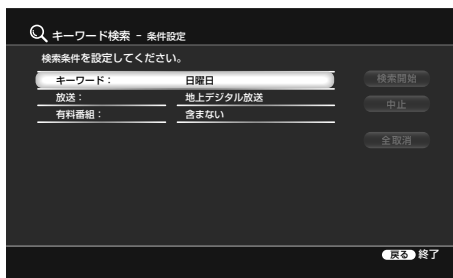 キーワード検索 - 条件設定
検索条件を設定してください。
キーワード： 日曜日 検索開始
放送： 地上デジタル放送 中止
有料番組： 含まない
全取消
戻る 終了